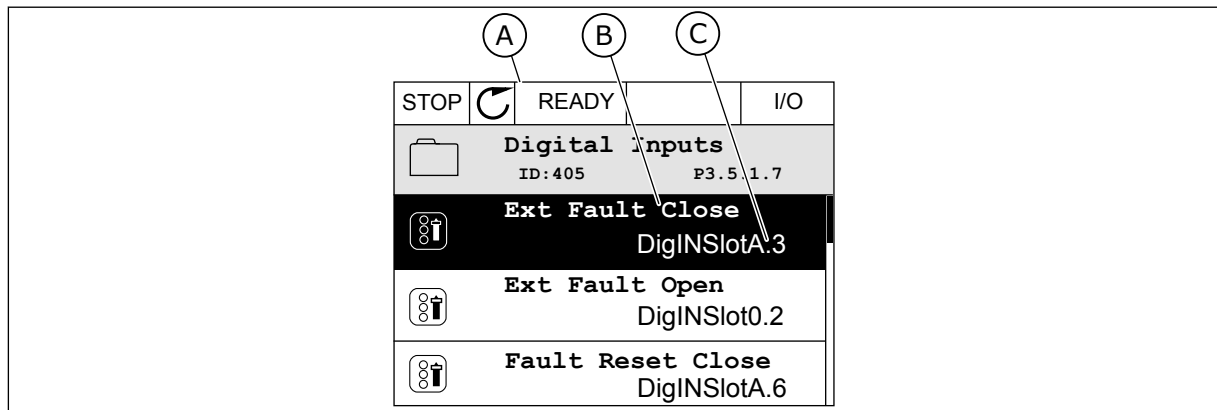 A B C
STOP READY I/O
Digital Inputs
ID:405 P3.5.1.7
Ext Fault Close
DigINSlotA.3
Ext Fault Open
DigINSlot0.2
Fault Reset Close
DigINSlotA.6